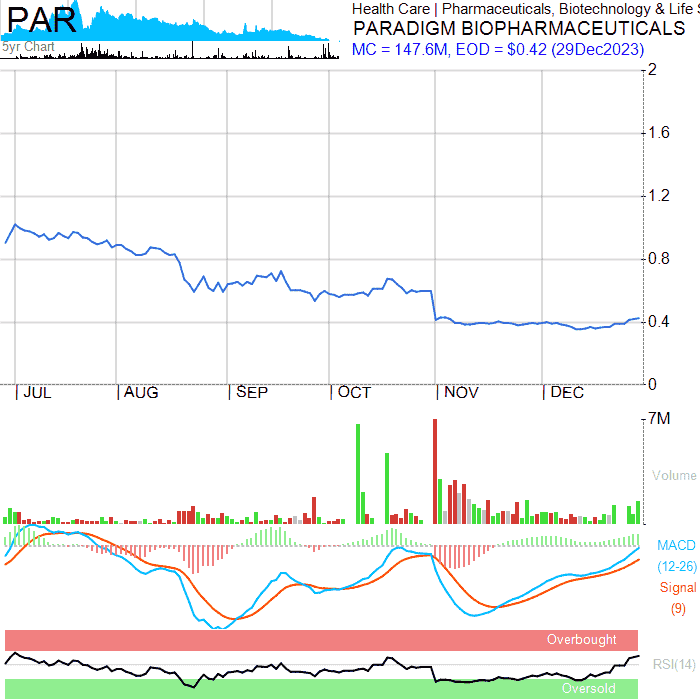 PAR
5yr Chart
Health Care | Pharmaceuticals, Biotechnology & Life S
PARADIGM BIOPHARMACEUTICALS
MC = 147.6M, EOD = $0.42 (29Dec2023)
2
1.6
1.2
0.8
0.4
0
JUL AUG SEP OCT NOV DEC
7M
Volume
MACD
(12-26)
Signal
(9)
Overbought
RSI(14)
Oversold